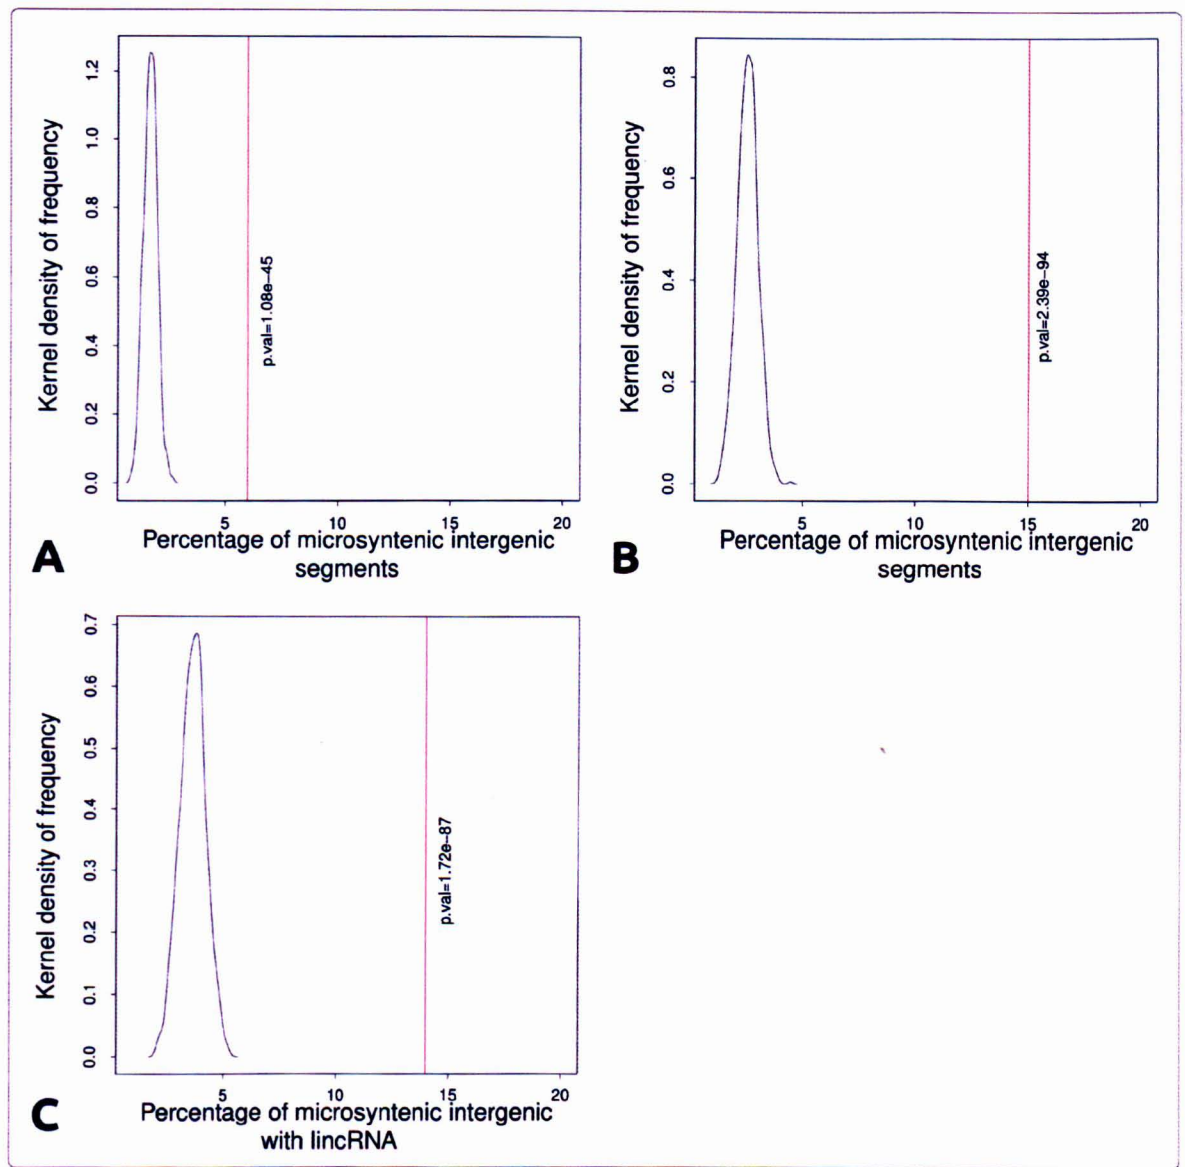 Kernel density of frequency
1.2
1.0
0.8
0.6
0.4
0.2
0.0
p.val=1.08e−45
5 10 15 20
Percentage of microsyntenic intergenic
segments
A
Kernel density of frequency
0.8
0.6
0.4
0.2
0.0
p.val=2.39e−94
5 10 15 20
Percentage of microsyntenic intergenic
segments
B
Kernel density of frequency
0.7
0.6
0.5
0.4
0.3
0.2
0.1
0.0
p.val=1.72e−87
5 10 15 20
Percentage of microsyntenic intergenic
with lincRNA
C